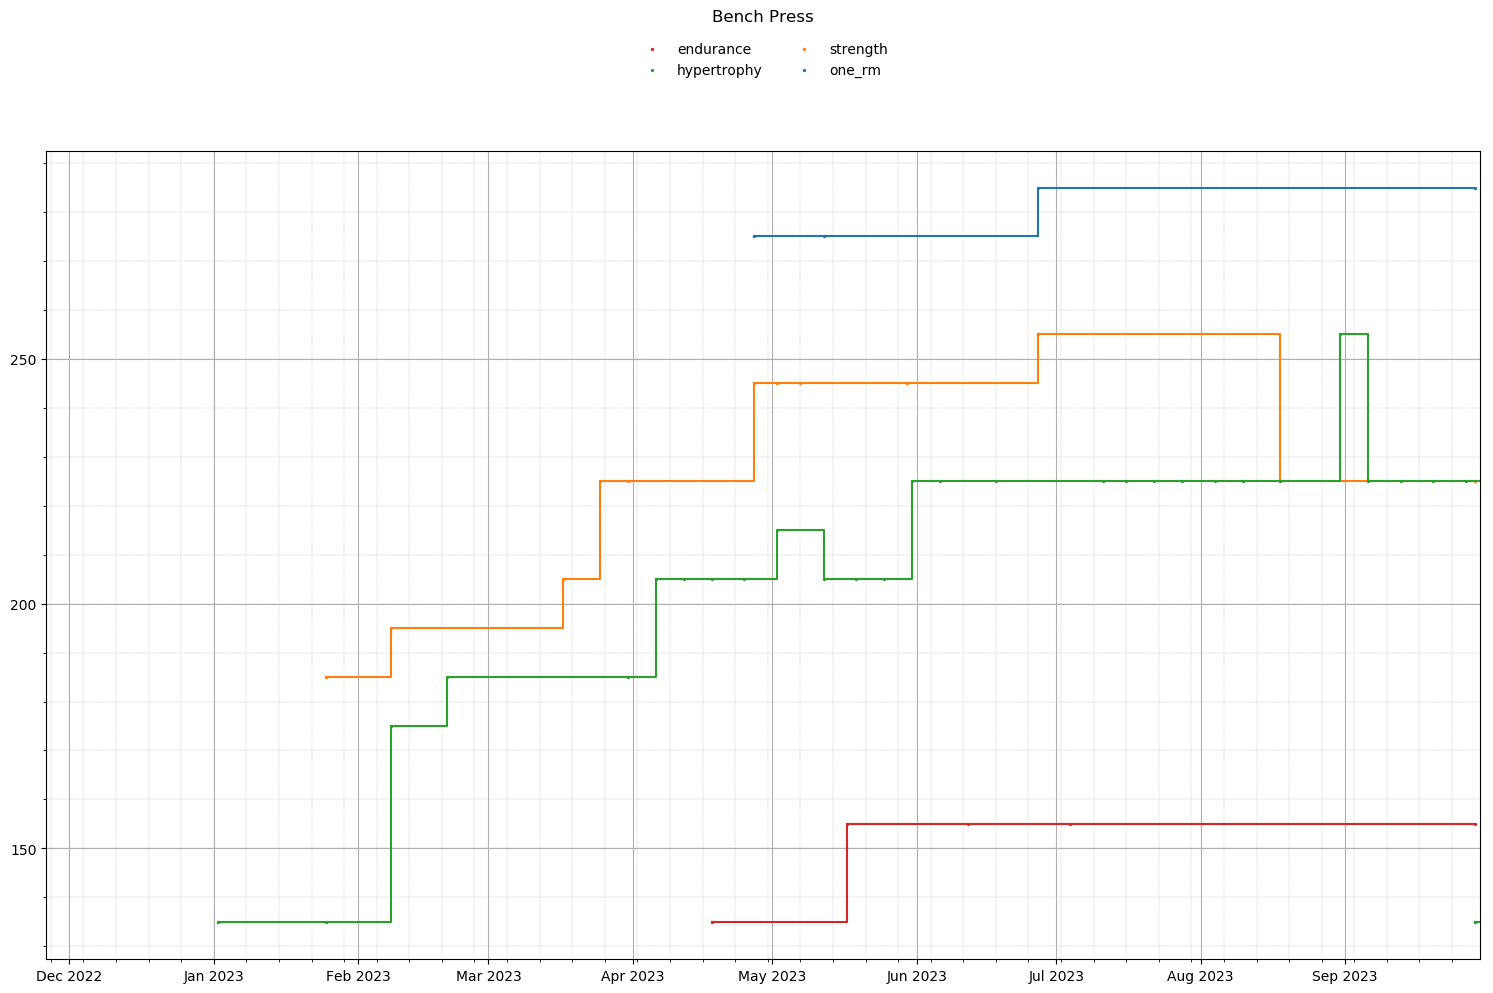 Bench Press
endurance strength
hypertrophy one_rm
250
200
150
Dec 2022 Jan 2023 Feb 2023 Mar 2023 Apr 2023 May 2023 Jun 2023 Jul 2023 Aug 2023 Sep 2023